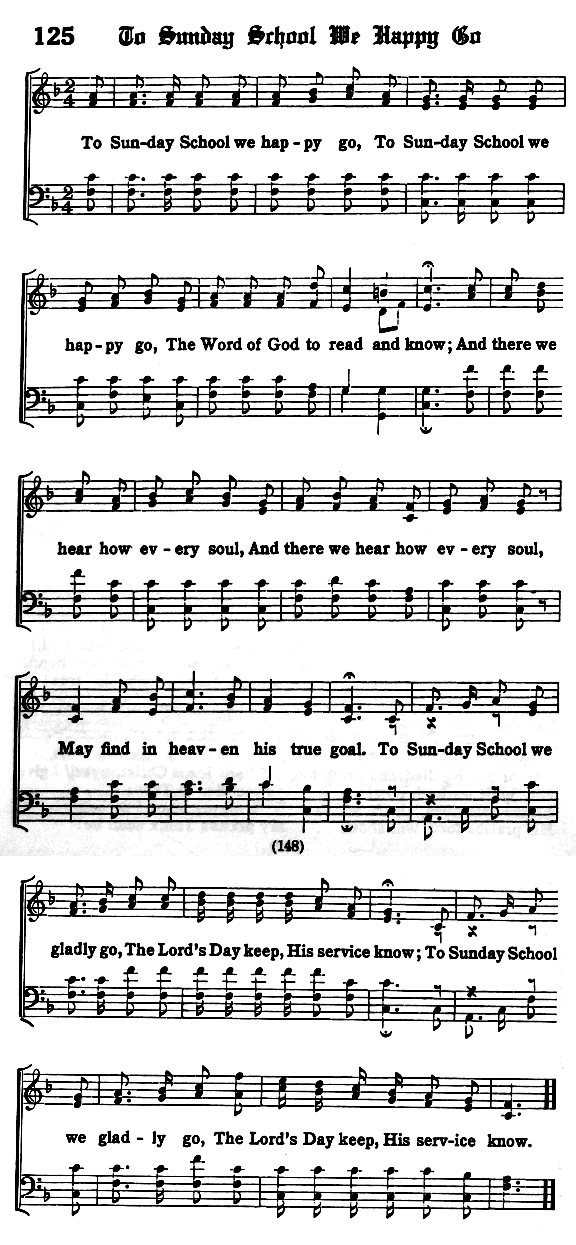 125 To Sunday School We Happy Go
To Sun-day School we hap - py go, To Sun-day School we
hap - py go, The Word of God to read and know; And there we
hear how ev - ery soul, And there we hear how ev - ery soul,
May find in heav - en his true goal. To Sun-day School we
(148)
gladly go, The Lord's Day keep, His service know; To Sunday School
we glad - ly go, The Lord's Day keep, His serv-ice know.